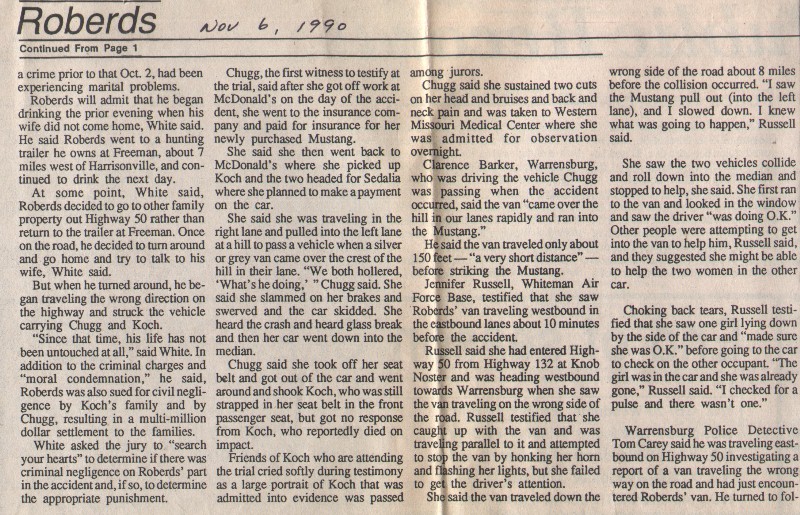 Roberds
Nov 6, 1990
Continued From Page 1
a crime prior to that Oct. 2, had been
experiencing marital problems.
Roberds will admit that he began
drinking the prior evening when his
wife did not come home, White said.
He said Roberds went to a hunting
trailer he owns at Freeman, about 7
miles west of Harrisonville, and con-
tinued to drink the next day.
At some point, White said,
Roberds decided to go to other family
property out Highway 50 rather than
return to the trailer at Freeman. Once
on the road, he decided to turn around
and go home and try to talk to his
wife, White said.
But when he turned around, he be-
gan traveling the wrong direction on
the highway and struck the vehicle
carrying Chugg and Koch.
“Since that time, his life has not
been untouched at all,” said White. In
addition to the criminal charges and
“moral condemnation,” he said,
Roberds was also sued for civil negli-
gence by Koch's family and by
Chugg, resulting in a multi-million
dollar settlement to the families.
White asked the jury to “search
your hearts” to determine if there was
criminal negligence on Roberds' part
in the accident and, if so, to determine
the appropriate punishment.
Chugg, the first witness to testify at
the trial, said after she got off work at
McDonald's on the day of the acci-
dent, she went to the insurance com-
pany and paid for insurance for her
newly purchased Mustang.
She said she then went back to
McDonald's where she picked up
Koch and the two headed for Sedalia
where she planned to make a payment
on the car.
She said she was traveling in the
right lane and pulled into the left lane
at a hill to pass a vehicle when a silver
or grey van came over the crest of the
hill in their lane. “We both hollered,
‘What's he doing,’ ” Chugg said. She
said she slammed on her brakes and
swerved and the car skidded. She
heard the crash and heard glass break
and then her car went down into the
median.
Chugg said she took off her seat
belt and got out of the car and went
around and shook Koch, who was still
strapped in her seat belt in the front
passenger seat, but got no response
from Koch, who reportedly died on
impact.
Friends of Koch who are attending
the trial cried softly during testimony
as a large portrait of Koch that was
admitted into evidence was passed
among jurors.
Chugg said she sustained two cuts
on her head and bruises and back and
neck pain and was taken to Western
Missouri Medical Center where she
was admitted for observation
overnight.
Clarence Barker, Warrensburg,
who was driving the vehicle Chugg
was passing when the accident
occurred, said the van “came over the
hill in our lanes rapidly and ran into
the Mustang.”
He said the van traveled only about
150 feet — “a very short distance” —
before striking the Mustang.
Jennifer Russell, Whiteman Air
Force Base, testified that she saw
Roberds' van traveling westbound in
the eastbound lanes about 10 minutes
before the accident.
Russell said she had entered High-
way 50 from Highway 132 at Knob
Noster and was heading westbound
towards Warrensburg when she saw
the van traveling on the wrong side of
the road. Russell testified that she
caught up with the van and was
traveling parallel to it and attempted
to stop the van by honking her horn
and flashing her lights, but she failed
to get the driver's attention.
She said the van traveled down the
wrong side of the road about 8 miles
before the collision occurred. “I saw
the Mustang pull out (into the left
lane), and I slowed down. I knew
what was going to happen,” Russell
said.
She saw the two vehicles collide
and roll down into the median and
stopped to help, she said. She first ran
to the van and looked in the window
and saw the driver “was doing O.K.”
Other people were attempting to get
into the van to help him, Russell said,
and they suggested she might be able
to help the two women in the other
car.
Choking back tears, Russell testi-
fied that she saw one girl lying down
by the side of the car and “made sure
she was O.K.” before going to the car
to check on the other occupant. “The
girl was in the car and she was already
gone,” Russell said. “I checked for a
pulse and there wasn't one.”
Warrensburg Police Detective
Tom Carey said he was traveling east-
bound on Highway 50 investigating a
report of a van traveling the wrong
way on the road and had just encoun-
tered Roberds' van. He turned to fol-